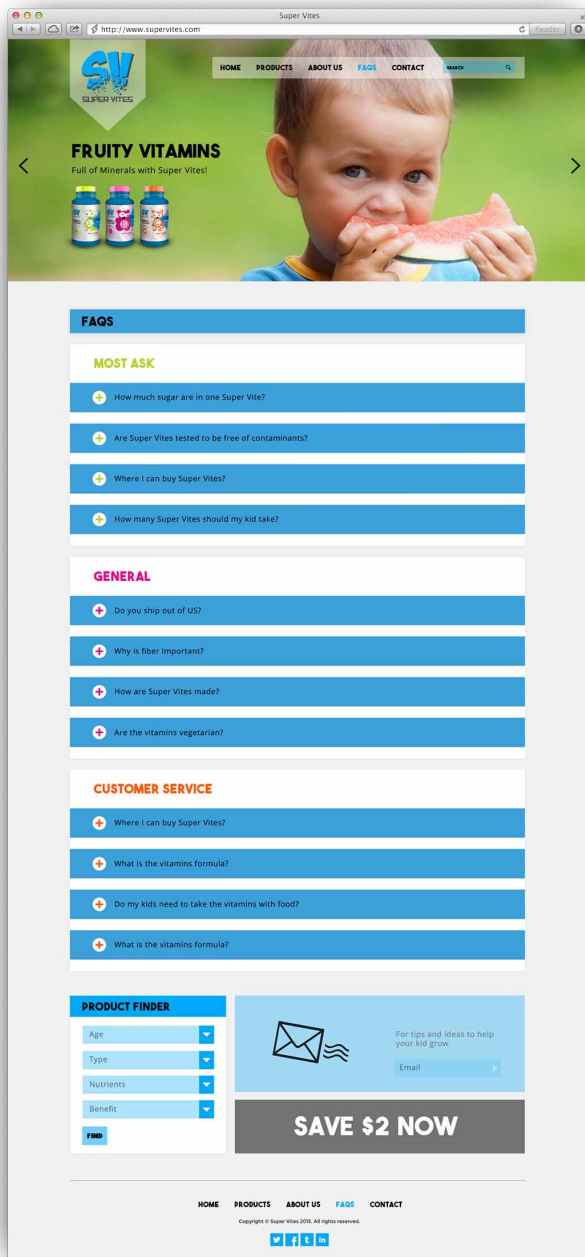 Super Vites
http://www.supervites.com
Reader
SV
SUPER VITES
HOME PRODUCTS ABOUT US FAQS CONTACT SEARCH
FRUITY VITAMINS
Full of Minerals with Super Vites!
FAQS
MOST ASK
How much sugar are in one Super Vite?
Are Super Vites tested to be free of contaminants?
Where I can buy Super Vites?
How many Super Vites should my kid take?
GENERAL
Do you ship out of US?
Why is fiber important?
How are Super Vites made?
Are the vitamins vegetarian?
CUSTOMER SERVICE
Where I can buy Super Vites?
What is the vitamins formula?
Do my kids need to take the vitamins with food?
What is the vitamins formula?
PRODUCT FINDER
Age
Type
Nutrients
Benefit
FIND
For tips and ideas to help
your kid grow
Email
SAVE $2 NOW
HOME PRODUCTS ABOUT US FAQS CONTACT
Copyright © Super Vites 2015. All rights reserved.